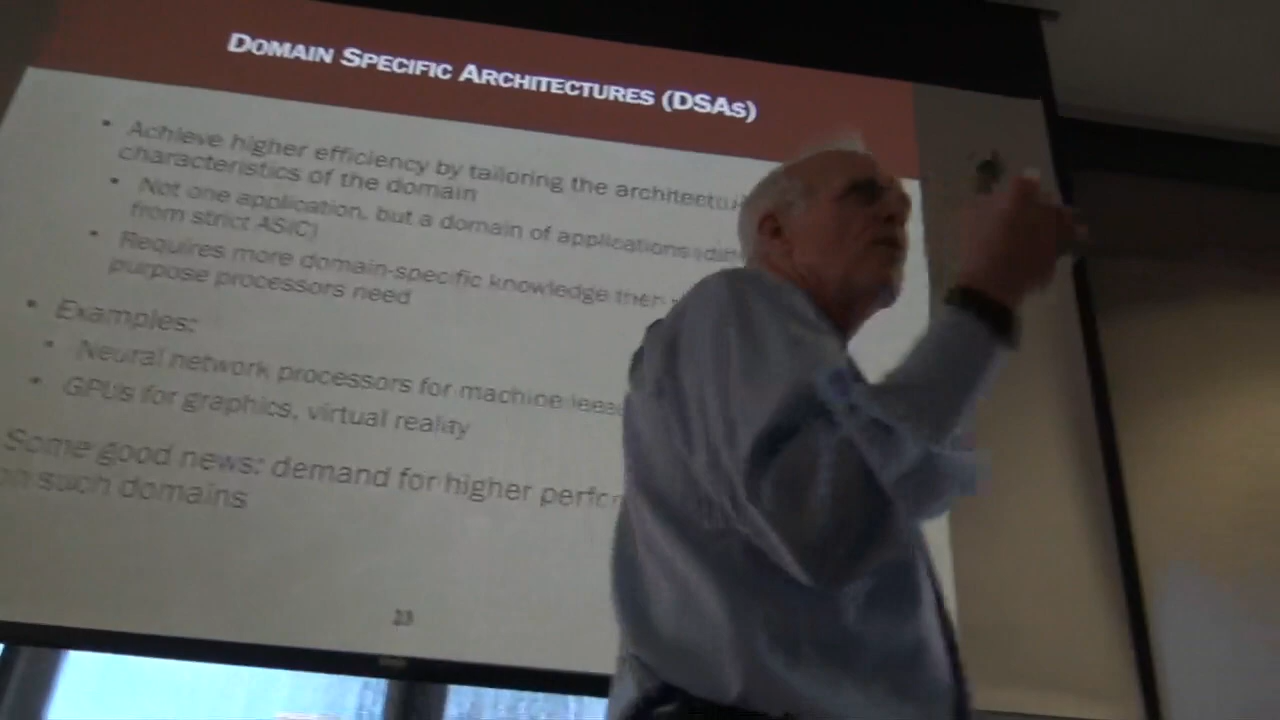 DOMAIN SPECIFIC ARCHITECTURES (DSAs)
• Achieve higher efficiency by tailoring the
characteristics of the domain
• Not one application, but a domain of applications
from strict ASIC)
• Requires more domain-specific knowledge then
purpose processors need
• Examples:
• Neural network processors for machine
• GPUs for graphics, virtual reality
Some good news: demand for higher
such domains
23